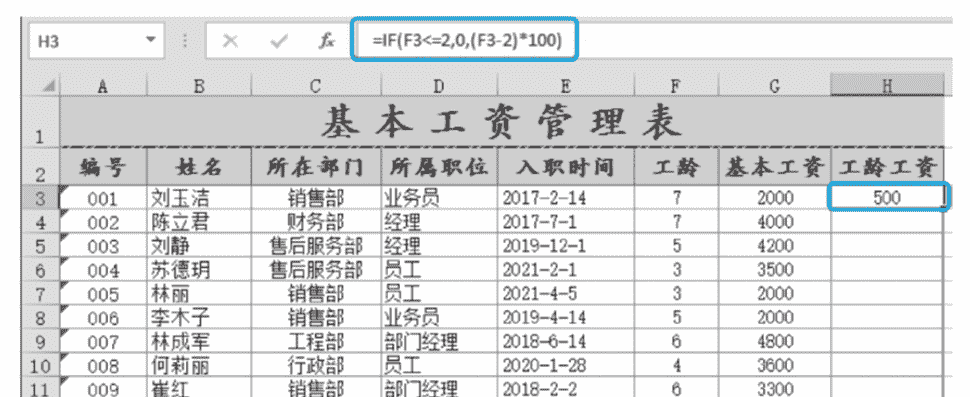 H3 fx =IF(F3<=2,0,(F3-2)*100)
A B C D E F G H
1 基本工资管理表
2 编号 姓名 所在部门 所属职位 入职时间 工龄 基本工资 工龄工资
3 001 刘玉洁 销售部 业务员 2017-2-14 7 2000 500
4 002 陈立君 财务部 经理 2017-7-1 7 4000
5 003 刘静 售后服务部 经理 2019-12-1 5 4200
6 004 苏德玥 售后服务部 员工 2021-2-1 3 3500
7 005 林丽 销售部 员工 2021-4-5 3 2000
8 006 李木子 销售部 业务员 2019-4-14 5 2000
9 007 林成军 工程部 部门经理 2018-6-14 6 4800
10 008 何莉丽 行政部 员工 2020-1-28 4 3600
11 009 崔红 销售部 部门经理 2018-2-2 6 3300